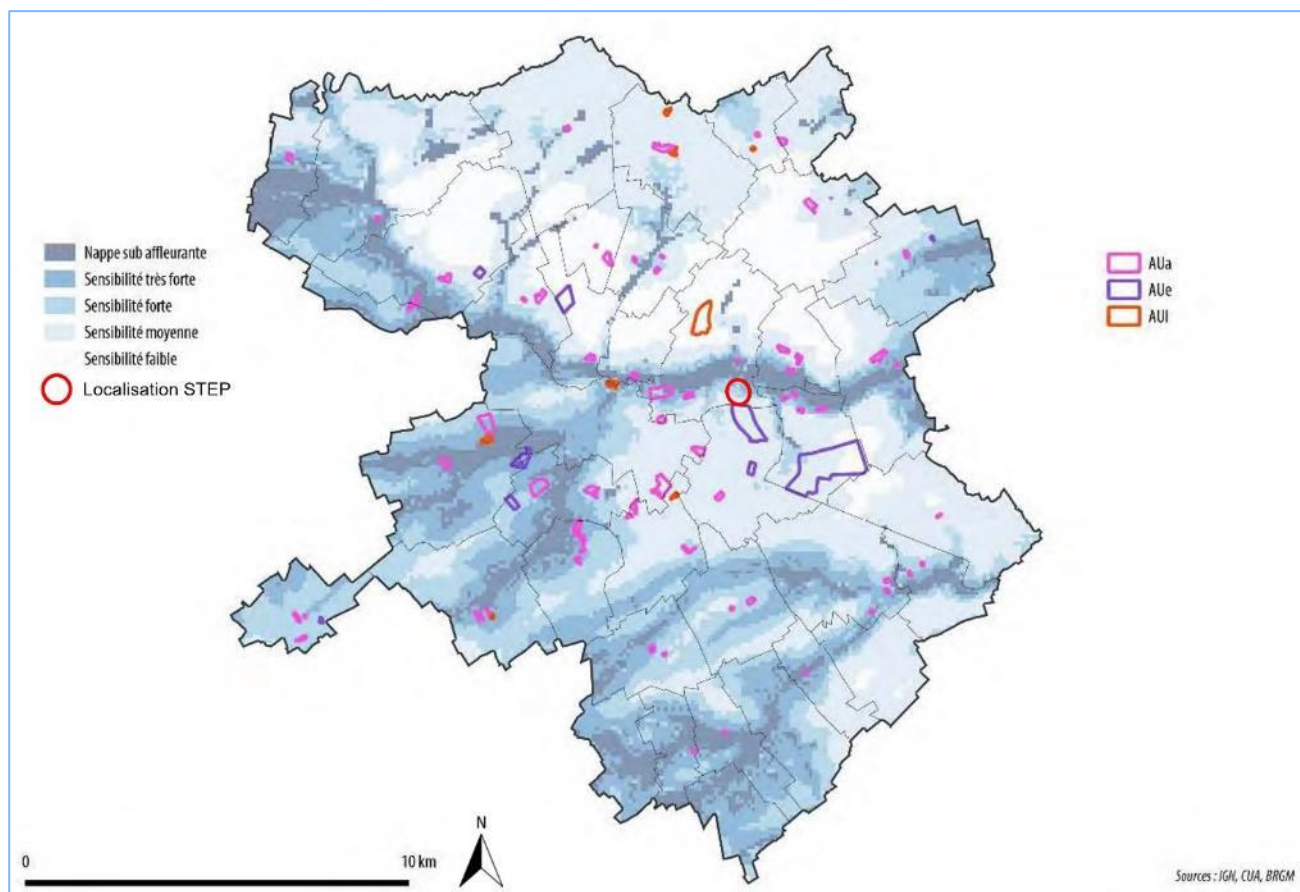 Nappe sub affleurante
Sensibilité très forte
Sensibilité forte
Sensibilité moyenne
Sensibilité faible
Localisation STEP
AUa
AUe
AUl
0
10 km
N
Sources : IGN, CUA, BRGM